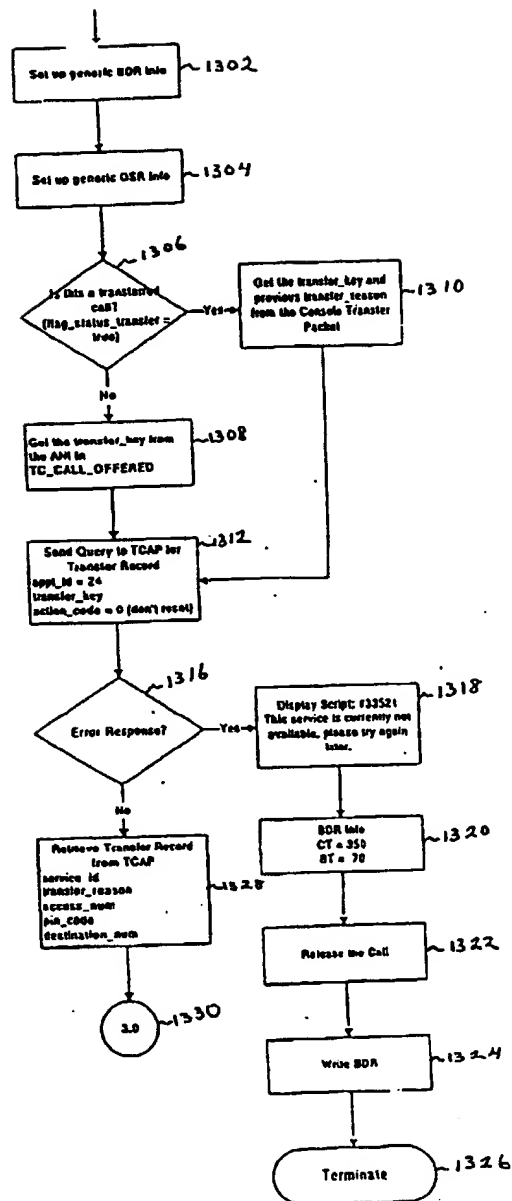 Set up generic BDR Info
1302
Set up generic OSR Info
1304
1306
Is this a transferred
call?
(flag_status_transfer =
true)
Yes
Get the transfer_key and
previous transfer_reason
from the Console Transfer
Packet
1310
No
Get the transfer_key from
the ANI in
TC_CALL_OFFERED
1308
1312
Send Query to TCAP for
Transfer Record
appl_id = 24
transfer_key
action_code = 0 (don't reset)
1316
Error Response?
Yes
Display Script: #33521
This service is currently not
available, please try again
later.
1318
No
BDR Info
CT = 350
BT = 70
1320
Retrieve Transfer Record
from TCAP
service_id
transfer_reason
access_num
pin_code
destination_num
1328
Release the Call
1322
3.0
1330
Write BDR
1324
Terminate
1326